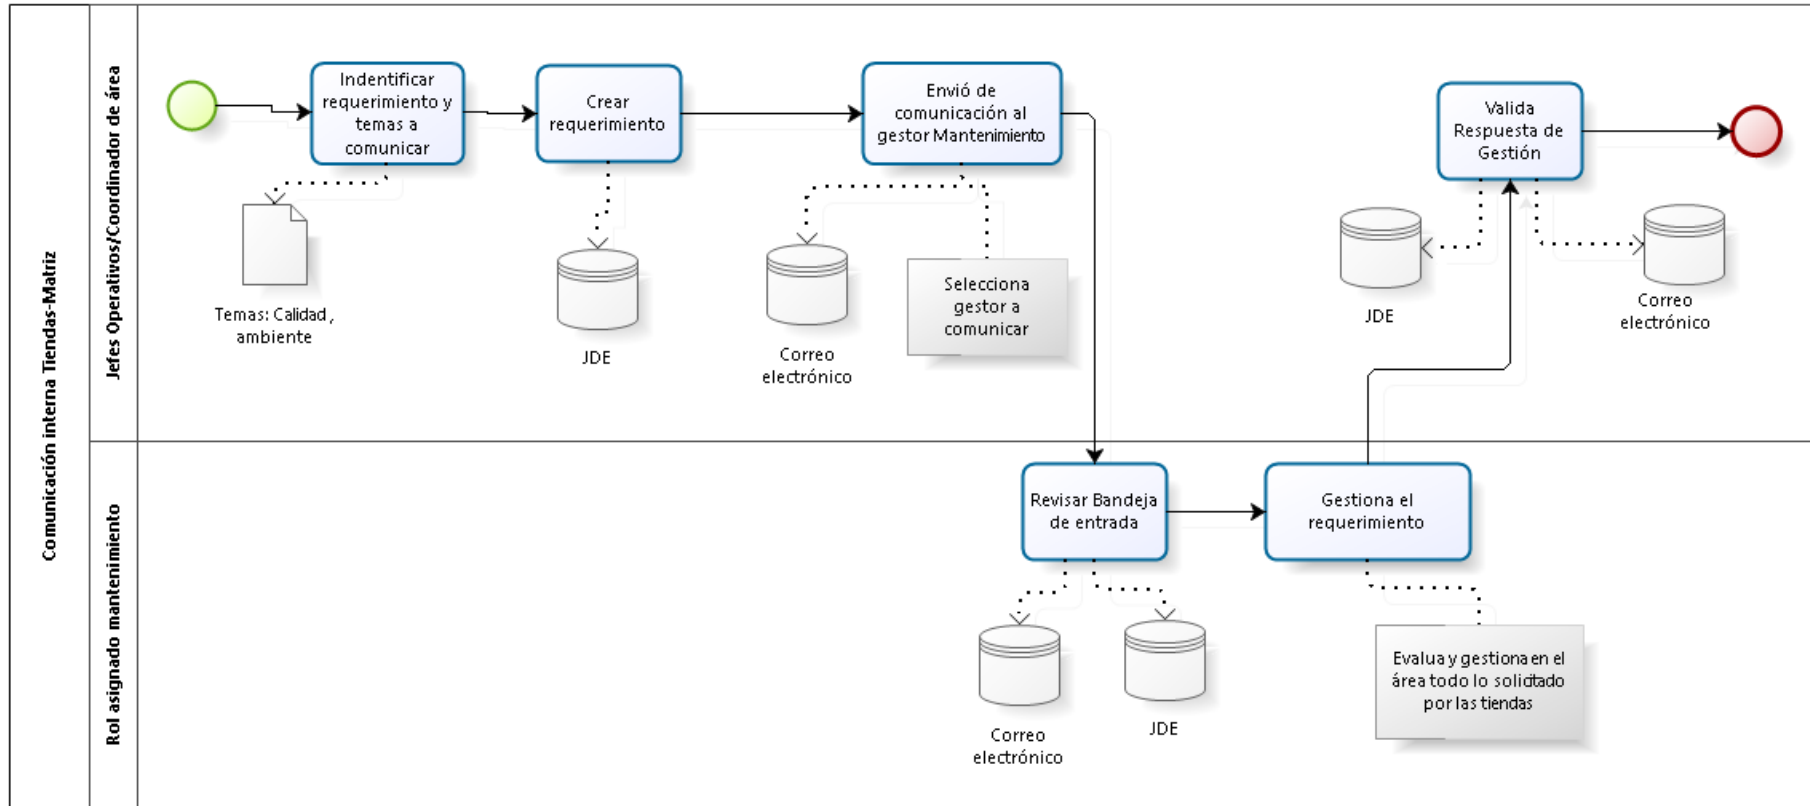 Comunicación interna Tiendas-Matriz
Jefes Operativos/Coordinador de área
Indentificar
requerimiento y
temas a
comunicar
Crear
requerimiento
Envió de
comunicación al
gestor Mantenimiento
Valida
Respuesta de
Gestión
Temas: Calidad ,
ambiente
JDE
Correo
electrónico
Selecciona
gestor a
comunicar
JDE
Correo
electrónico
Rol asignado mantenimiento
Revisar Bandeja
de entrada
Gestiona el
requerimiento
Correo
electrónico
JDE
Evalua y gestiona en el
área todo lo solicitado
por las tiendas